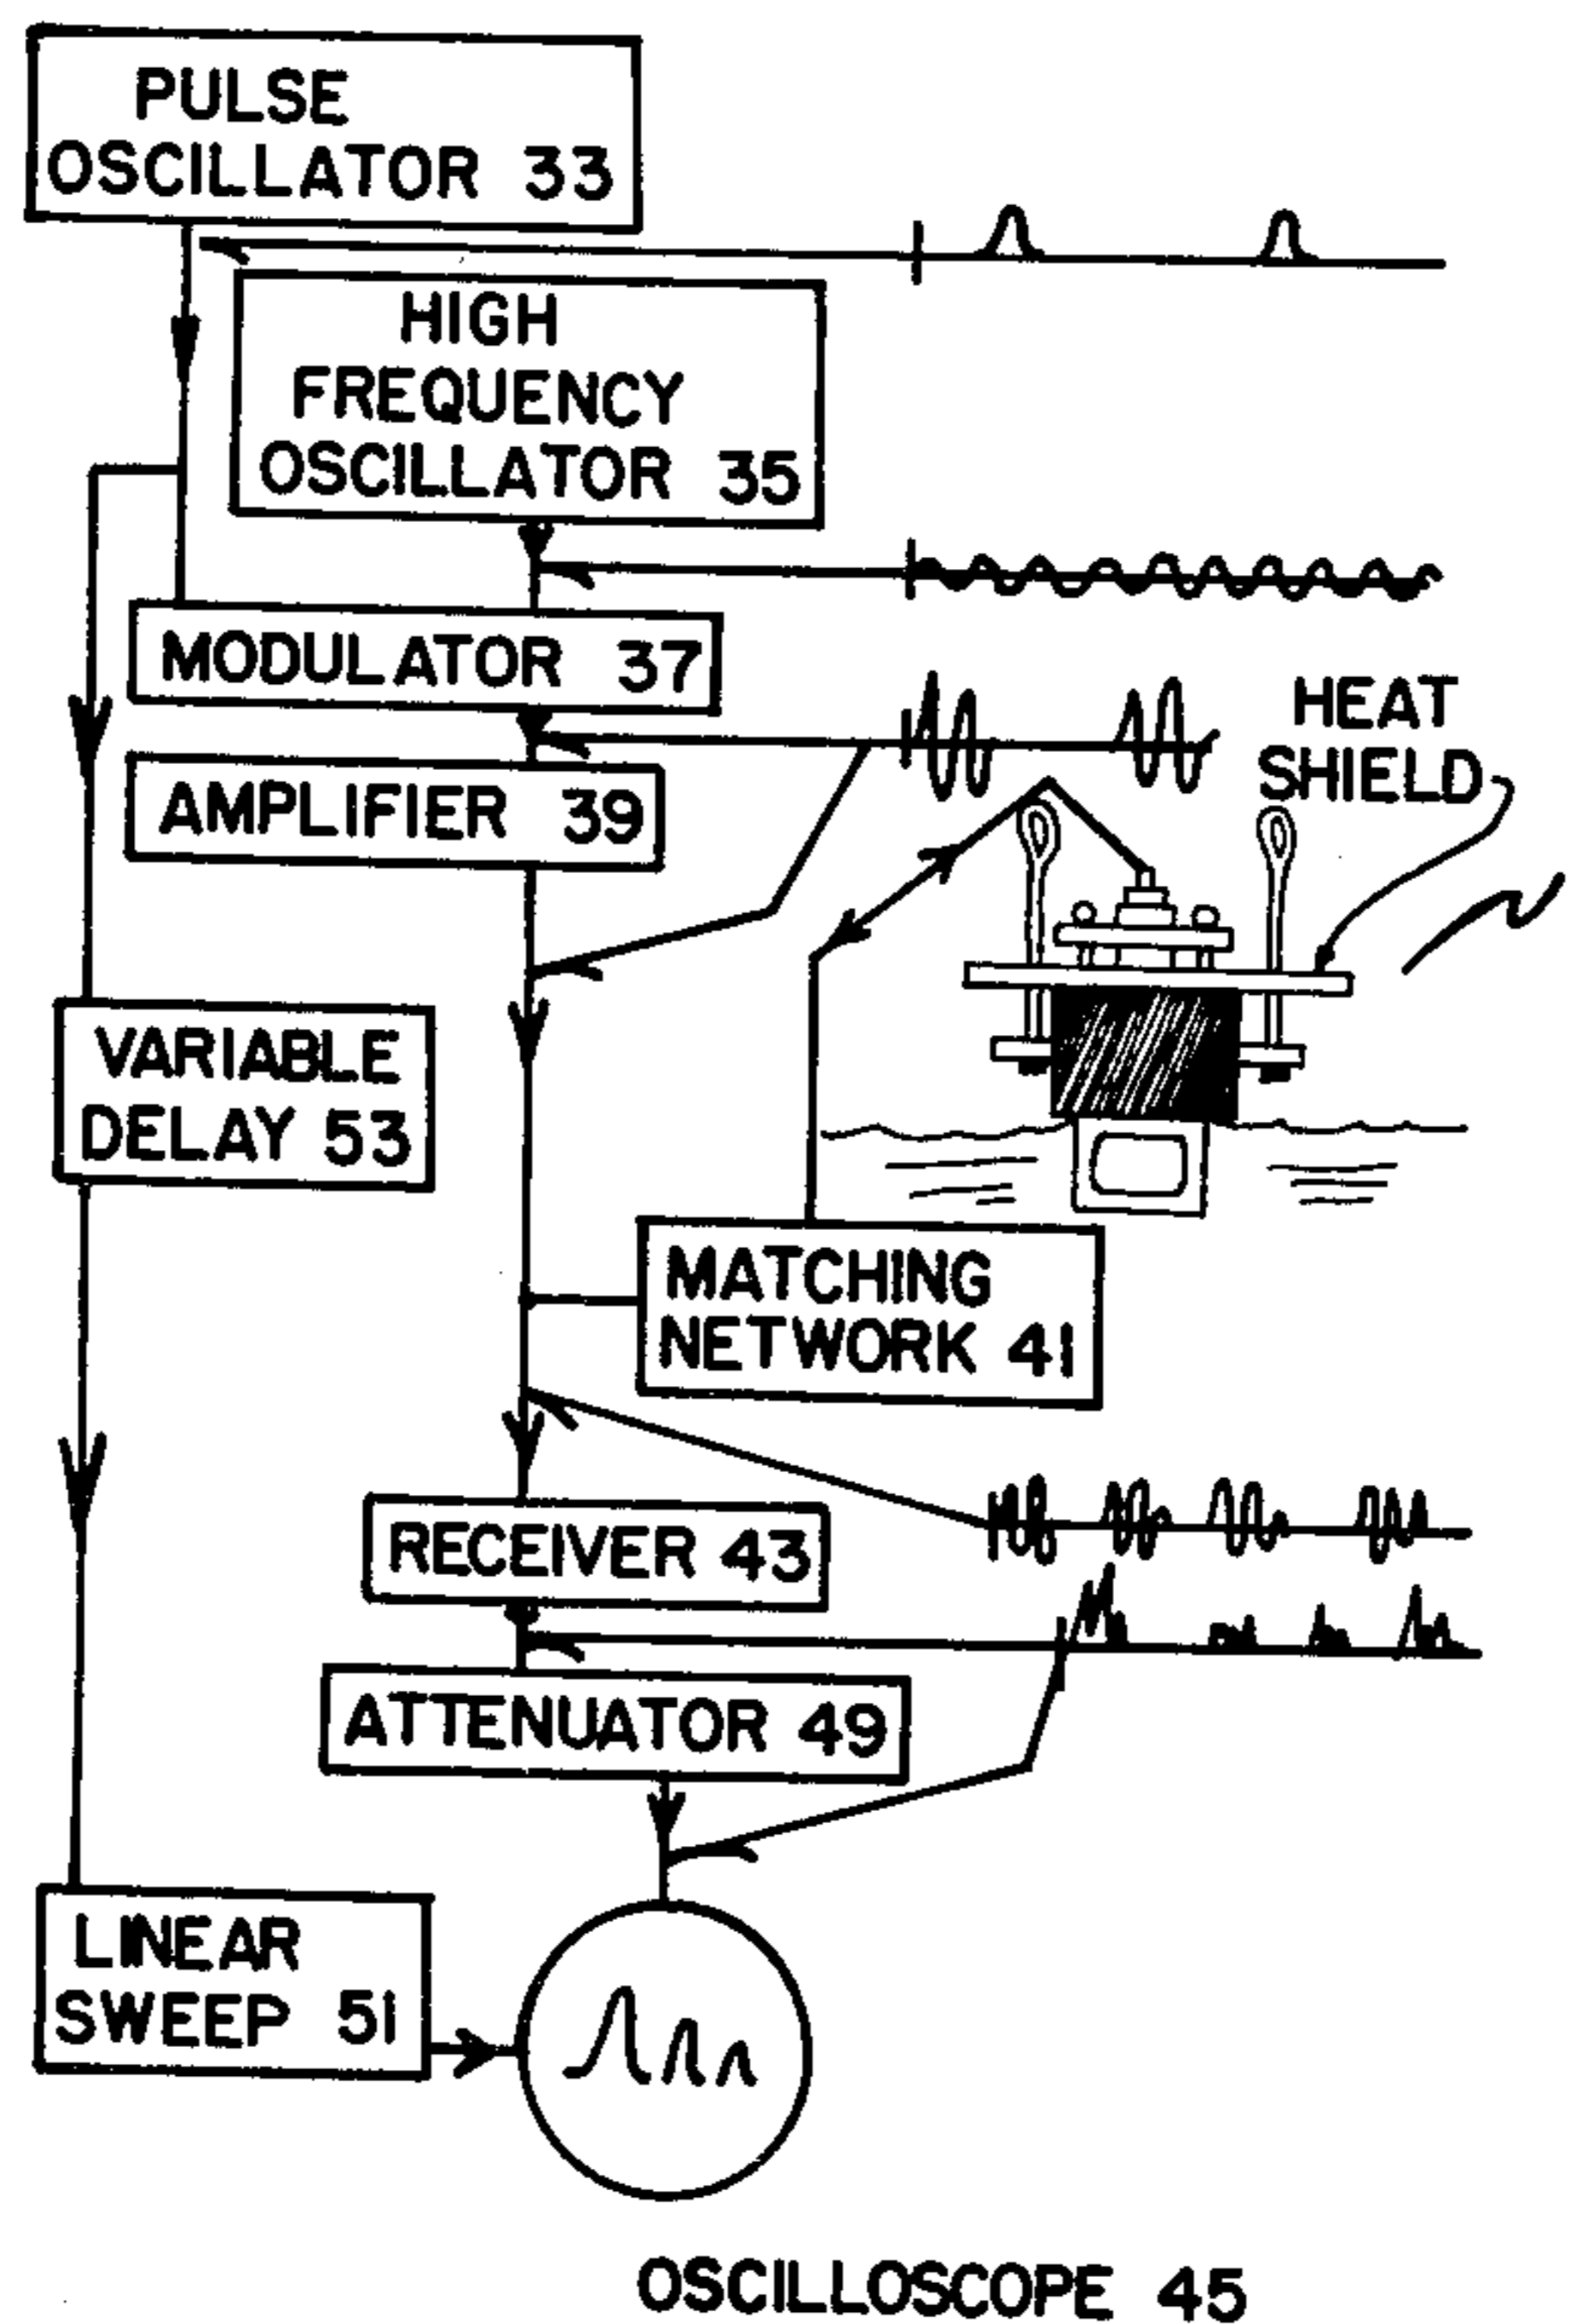 PULSE
OSCILLATOR 33
HIGH
FREQUENCY
OSCILLATOR 35
MODULATOR 37
HEAT
SHIELD
AMPLIFIER 39
VARIABLE
DELAY 53
MATCHING
NETWORK 41
RECEIVER 43
ATTENUATOR 49
LINEAR
SWEEP 51
OSCILLOSCOPE 45